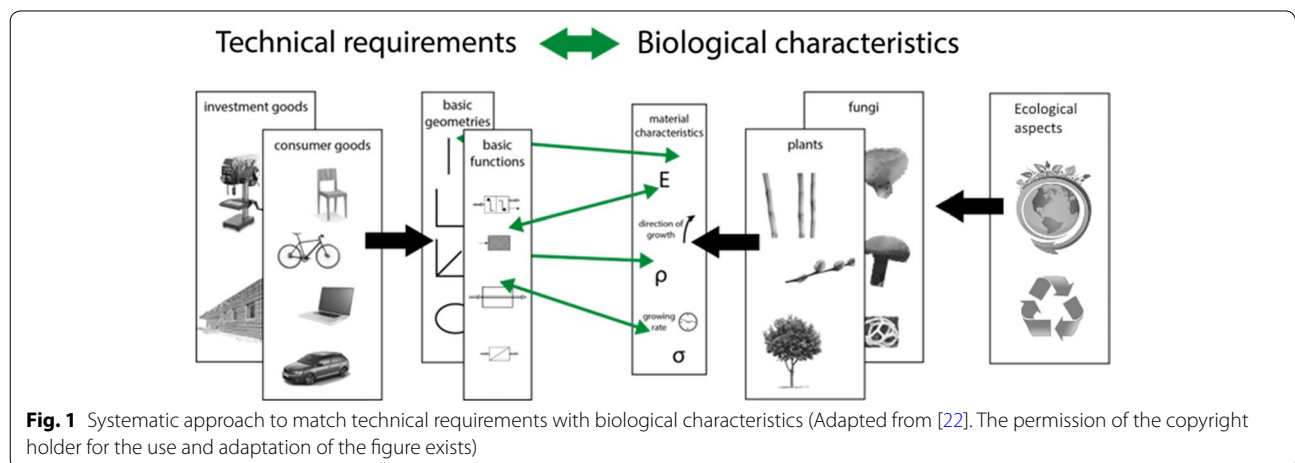 Technical requirements
Biological characteristics
investment goods
consumer goods
basic
geometries
basic
functions
material
characteristics
E
direction of
growth
ρ
growing
rate
σ
fungi
plants
Ecological
aspects
Fig. 1 Systematic approach to match technical requirements with biological characteristics (Adapted from [22]. The permission of the copyright
holder for the use and adaptation of the figure exists)